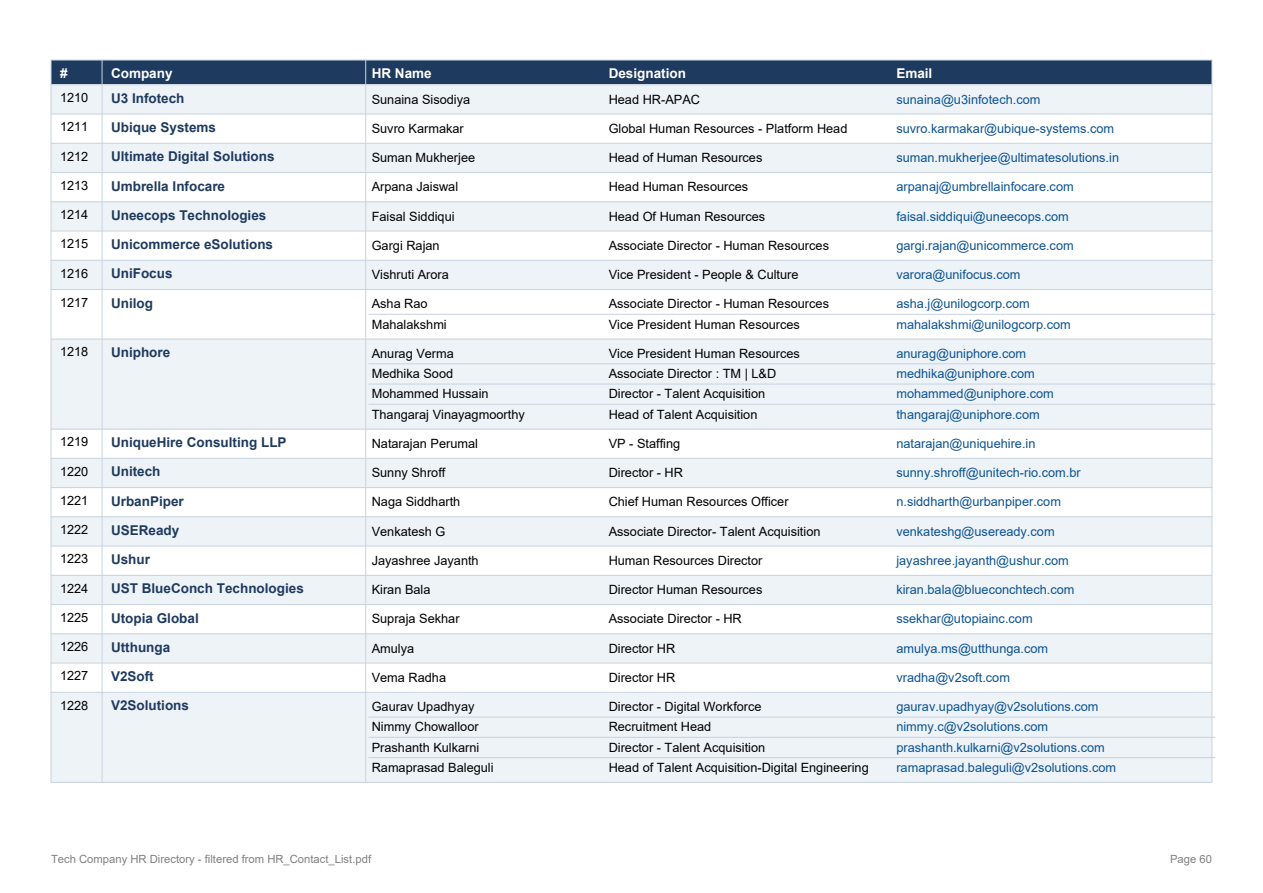 # Company HR Name Designation Email
1210 U3 Infotech Sunaina Sisodiya Head HR-APAC sunaina@u3infotech.com
1211 Ubique Systems Suvro Karmakar Global Human Resources - Platform Head suvro.karmakar@ubique-systems.com
1212 Ultimate Digital Solutions Suman Mukherjee Head of Human Resources suman.mukherjee@ultimatesolutions.in
1213 Umbrella Infocare Arpana Jaiswal Head Human Resources arpanaj@umbrellainfocare.com
1214 Uneecops Technologies Faisal Siddiqui Head Of Human Resources faisal.siddiqui@uneecops.com
1215 Unicommerce eSolutions Gargi Rajan Associate Director - Human Resources gargi.rajan@unicommerce.com
1216 UniFocus Vishruti Arora Vice President - People & Culture varora@unifocus.com
1217 Unilog Asha Rao Associate Director - Human Resources asha.j@unilogcorp.com
Mahalakshmi Vice President Human Resources mahalakshmi@unilogcorp.com
1218 Uniphore Anurag Verma Vice President Human Resources anurag@uniphore.com
Medhika Sood Associate Director : TM | L&D medhika@uniphore.com
Mohammed Hussain Director - Talent Acquisition mohammed@uniphore.com
Thangaraj Vinayagmoorthy Head of Talent Acquisition thangaraj@uniphore.com
1219 UniqueHire Consulting LLP Natarajan Perumal VP - Staffing natarajan@uniquehire.in
1220 Unitech Sunny Shroff Director - HR sunny.shroff@unitech-rio.com.br
1221 UrbanPiper Naga Siddharth Chief Human Resources Officer n.siddharth@urbanpiper.com
1222 USEReady Venkatesh G Associate Director- Talent Acquisition venkateshg@useready.com
1223 Ushur Jayashree Jayanth Human Resources Director jayashree.jayanth@ushur.com
1224 UST BlueConch Technologies Kiran Bala Director Human Resources kiran.bala@blueconchtech.com
1225 Utopia Global Supraja Sekhar Associate Director - HR ssekhar@utopiainc.com
1226 Utthunga Amulya Director HR amulya.ms@utthunga.com
1227 V2Soft Vema Radha Director HR vradha@v2soft.com
1228 V2Solutions Gaurav Upadhyay Director - Digital Workforce gaurav.upadhyay@v2solutions.com
Nimmy Chowalloor Recruitment Head nimmy.c@v2solutions.com
Prashanth Kulkarni Director - Talent Acquisition prashanth.kulkarni@v2solutions.com
Ramaprasad Baleguli Head of Talent Acquisition-Digital Engineering ramaprasad.baleguli@v2solutions.com
Tech Company HR Directory - filtered from HR_Contact_List.pdf Page 60